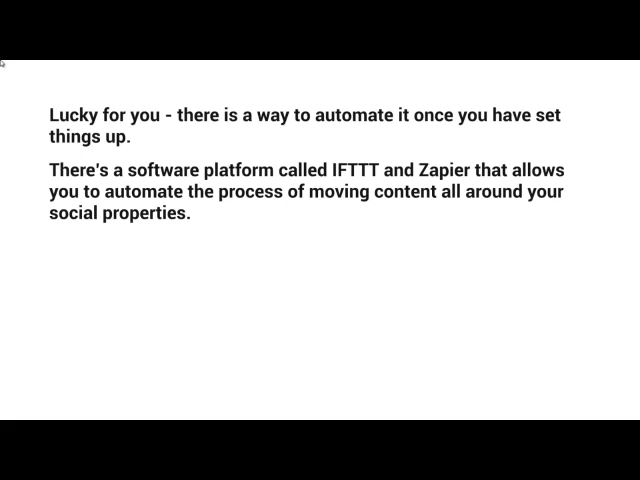 Lucky for you - there is a way to automate it once you have set
things up.
There's a software platform called IFTTT and Zapier that allows
you to automate the process of moving content all around your
social properties.